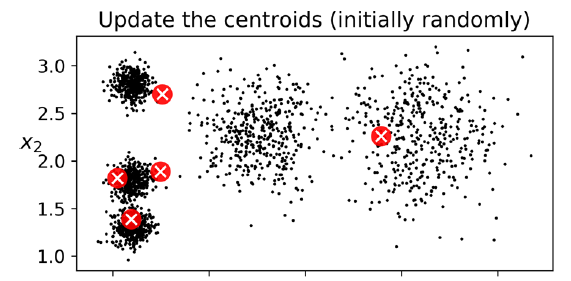 Update the centroids (initially randomly)
3.0
2.5
x₂
2.0
1.5
1.0